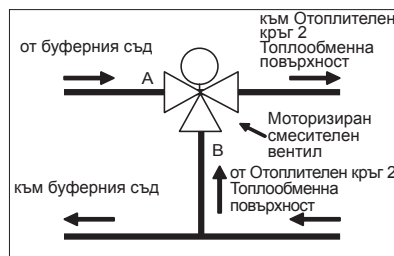 от буферния съд
A
към Отоплителен
кръг 2
Топлообменна
повърхност
Моторизиран
смесителен
вентил
B
към буферния съд
от Отоплителен кръг 2
Топлообменна
повърхност